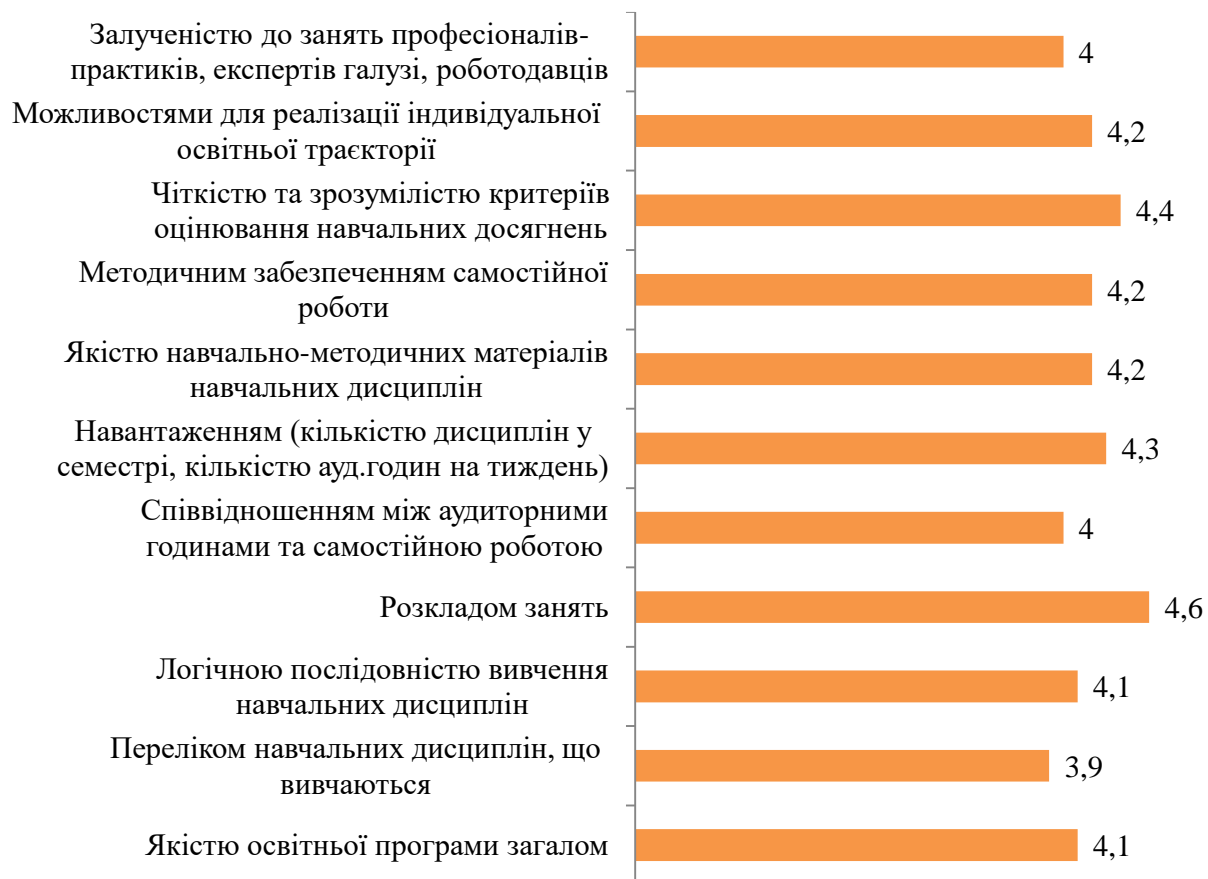 Залученістю до занять професіоналів-
практиків, експертів галузі, роботодавців
4
Можливостями для реалізації індивідуальної
освітньої траєкторії
4,2
Чіткістю та зрозумілістю критеріїв
оцінювання навчальних досягнень
4,4
Методичним забезпеченням самостійної
роботи
4,2
Якістю навчально-методичних матеріалів
навчальних дисциплін
4,2
Навантаженням (кількістю дисциплін у
семестрі, кількістю ауд.годин на тиждень)
4,3
Співвідношенням між аудиторними
годинами та самостійною роботою
4
Розкладом занять
4,6
Логічною послідовністю вивчення
навчальних дисциплін
4,1
Переліком навчальних дисциплін, що
вивчаються
3,9
Якістю освітньої програми загалом
4,1